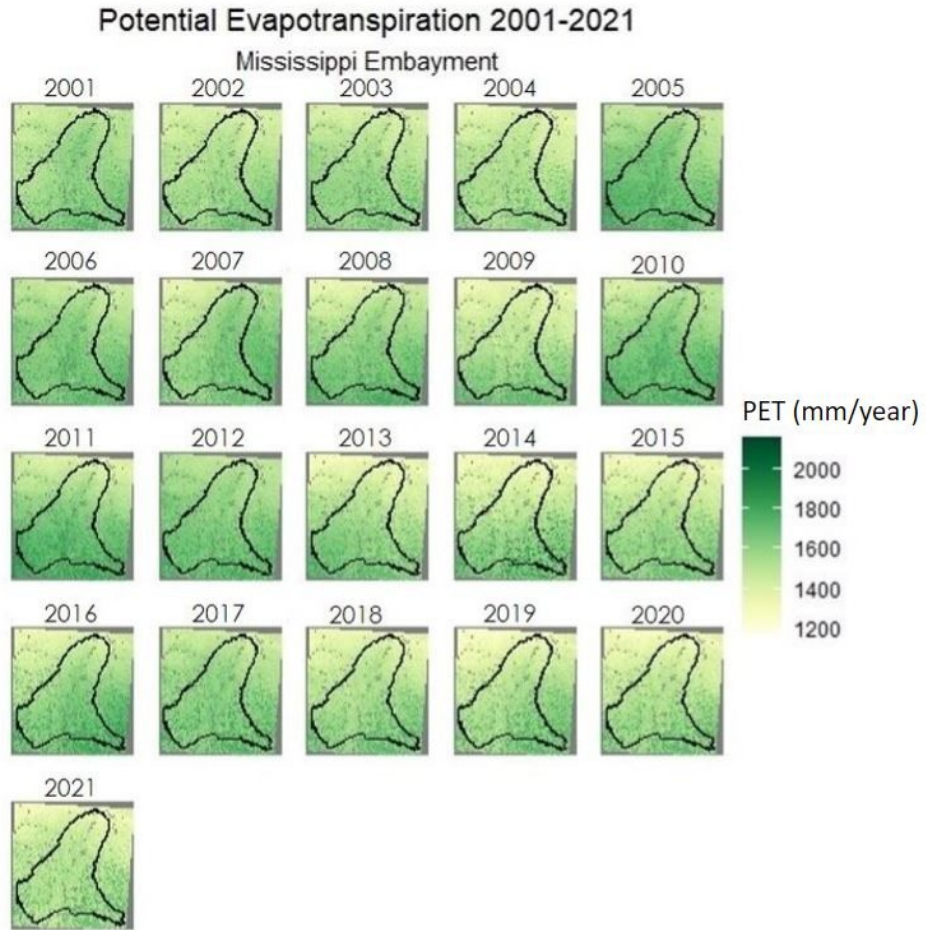 Potential Evapotranspiration 2001-2021
Mississippi Embayment
2001 2002 2003 2004 2005
2006 2007 2008 2009 2010
2011 2012 2013 2014 2015
2016 2017 2018 2019 2020
2021
PET (mm/year)
2000
1800
1600
1400
1200